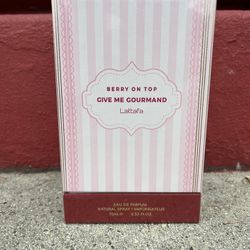 BERRY ON TOP
GIVE ME GOURMAND
Lattafa
EAU DE PARFUM
NATURAL SPRAY / VAPORISATEUR
75ml ℮ 2.53 FL.OZ.